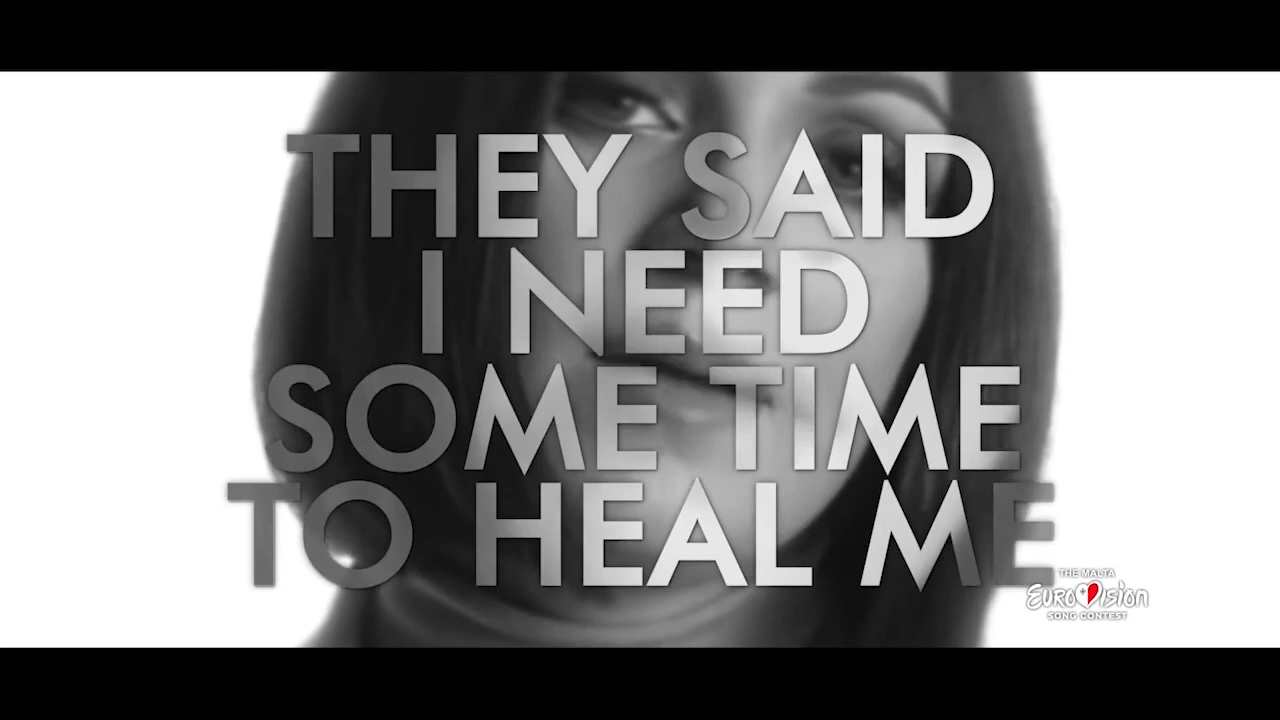 THEY SAID
I NEED
SOME TIME
TO HEAL ME
THE MALTA
EUROVISION
SONG CONTEST